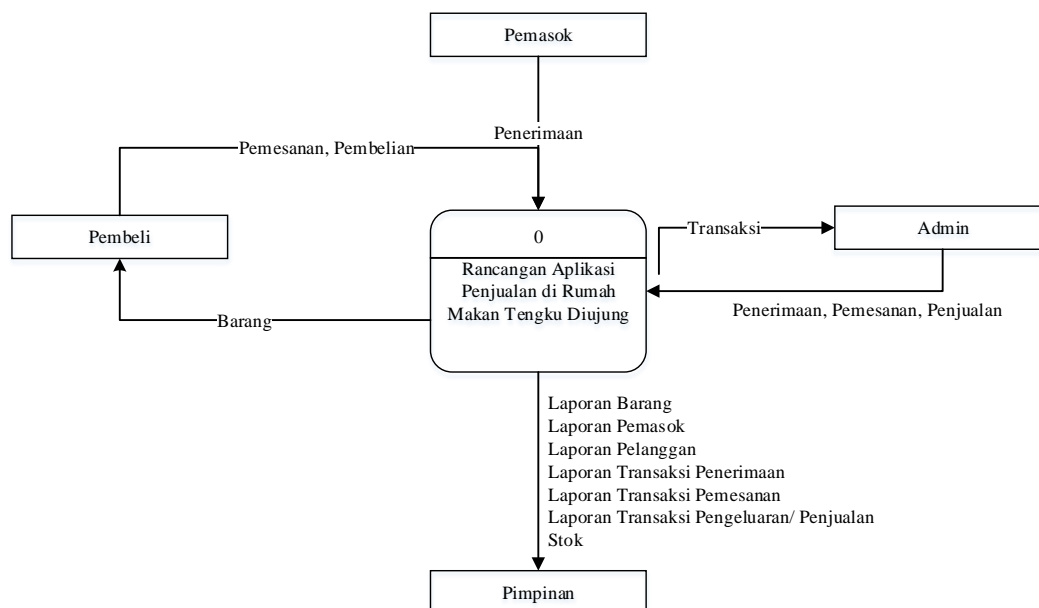 Pemasok
Penerimaan
Pemesanan, Pembelian
Pembeli
0
Transaksi
Admin
Rancangan Aplikasi
Penjualan di Rumah
Makan Tengku Diujung
Penerimaan, Pemesanan, Penjualan
Barang
Laporan Barang
Laporan Pemasok
Laporan Pelanggan
Laporan Transaksi Penerimaan
Laporan Transaksi Pemesanan
Laporan Transaksi Pengeluaran/ Penjualan
Stok
Pimpinan